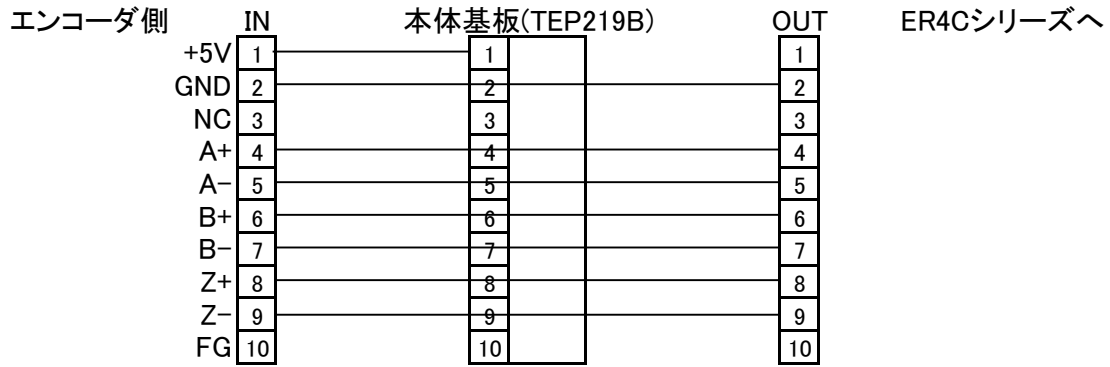 エンコーダ側 IN 本体基板(TEP219B) OUT ER4Cシリーズへ
+5V 1 1 1
GND 2 2 2
NC 3 3 3
A+ 4 4 4
A- 5 5 5
B+ 6 6 6
B- 7 7 7
Z+ 8 8 8
Z- 9 9 9
FG 10 10 10